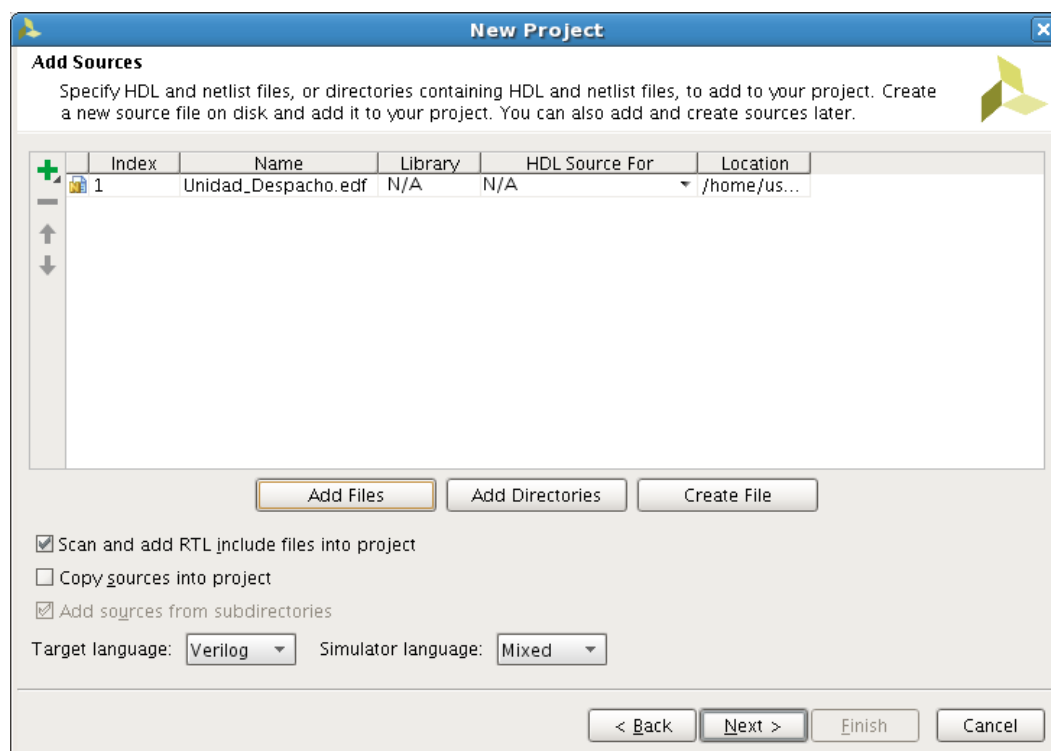 New Project
Add Sources
Specify HDL and netlist files, or directories containing HDL and netlist files, to add to your project. Create
a new source file on disk and add it to your project. You can also add and create sources later.
Index Name Library HDL Source For Location
1 Unidad_Despacho.edf N/A N/A /home/us...
Add Files Add Directories Create File
Scan and add RTL include files into project
Copy sources into project
Add sources from subdirectories
Target language: Verilog Simulator language: Mixed
< Back Next > Finish Cancel